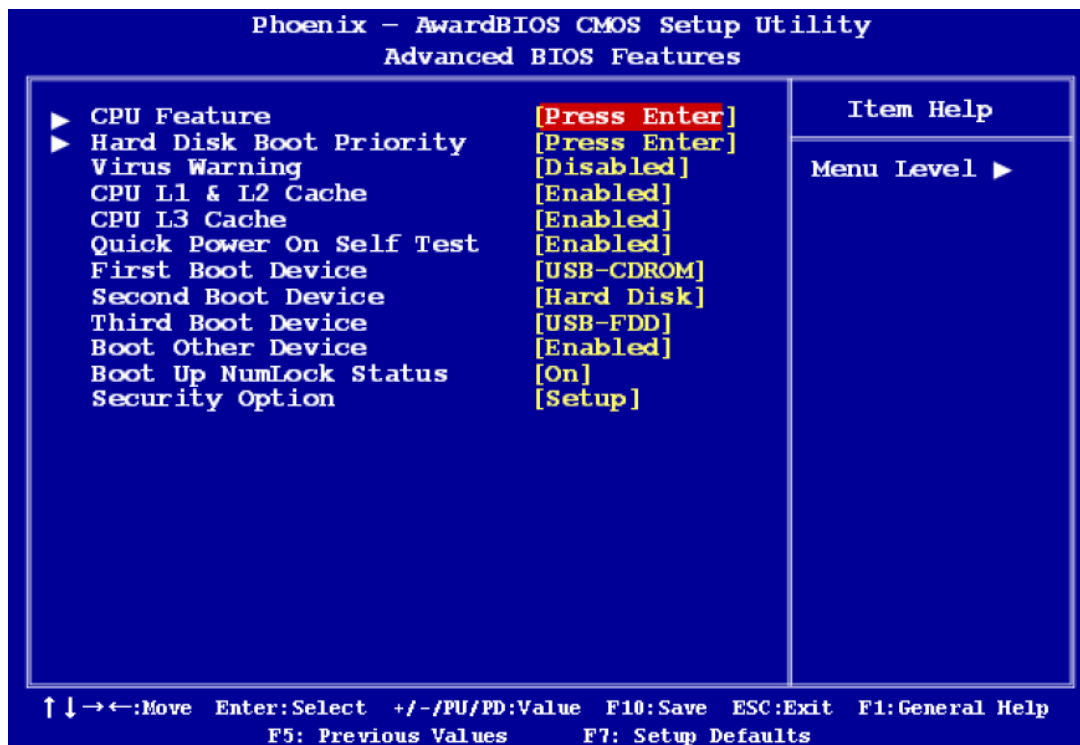 Phoenix – AwardBIOS CMOS Setup Utility
Advanced BIOS Features
▶ CPU Feature [Press Enter]
▶ Hard Disk Boot Priority [Press Enter]
Virus Warning [Disabled]
CPU L1 & L2 Cache [Enabled]
CPU L3 Cache [Enabled]
Quick Power On Self Test [Enabled]
First Boot Device [USB-CDROM]
Second Boot Device [Hard Disk]
Third Boot Device [USB-FDD]
Boot Other Device [Enabled]
Boot Up NumLock Status [On]
Security Option [Setup]
Item Help
Menu Level ▶
↑↓→←:Move Enter:Select +/-/PU/PD:Value F10:Save ESC:Exit F1:General Help
F5: Previous Values F7: Setup Defaults